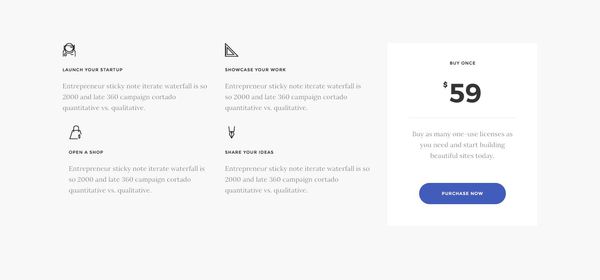 LAUNCH YOUR STARTUP
Entrepreneur sticky note iterate waterfall is so
2000 and late 360 campaign cortado
quantitative vs. qualitative.
SHOWCASE YOUR WORK
Entrepreneur sticky note iterate waterfall is
so 2000 and late 360 campaign cortado
quantitative vs. qualitative.
OPEN A SHOP
Entrepreneur sticky note iterate waterfall is
so 2000 and late 360 campaign cortado
quantitative vs. qualitative.
SHARE YOUR IDEAS
Entrepreneur sticky note iterate waterfall is so
2000 and late 360 campaign cortado
quantitative vs. qualitative.
BUY ONCE
$59
Buy as many one-use licenses as
you need and start building
beautiful sites today.
PURCHASE NOW